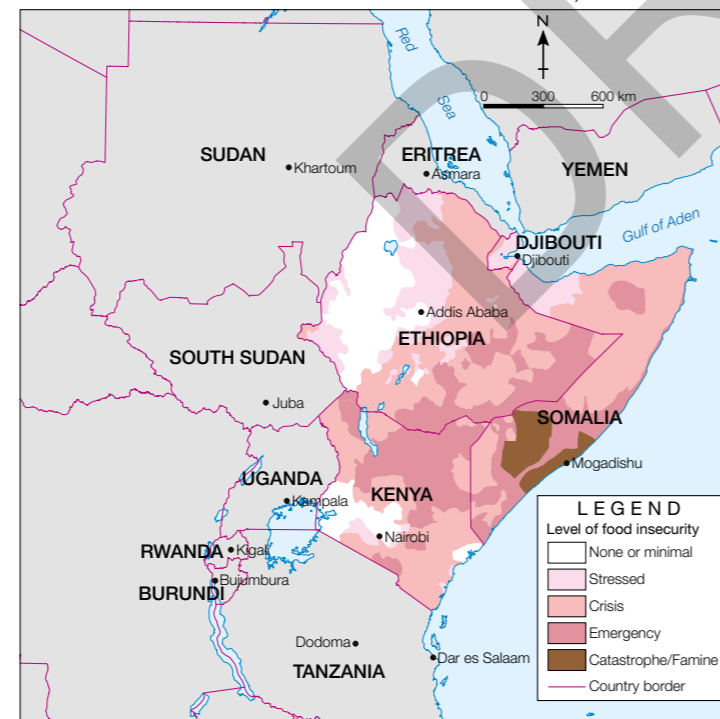 N
0 300 600 km
Red
Sea
SUDAN
Khartoum
ERITREA
Asmara
YEMEN
Gulf of Aden
DJIBOUTI
Djibouti
Addis Ababa
ETHIOPIA
SOUTH SUDAN
Juba
SOMALIA
Mogadishu
UGANDA
Kampala
KENYA
Nairobi
RWANDA
Kigali
BURUNDI
Bujumbura
Dodoma
TANZANIA
Dar es Salaam
LEGEND
Level of food insecurity
None or minimal
Stressed
Crisis
Emergency
Catastrophe/Famine
Country border